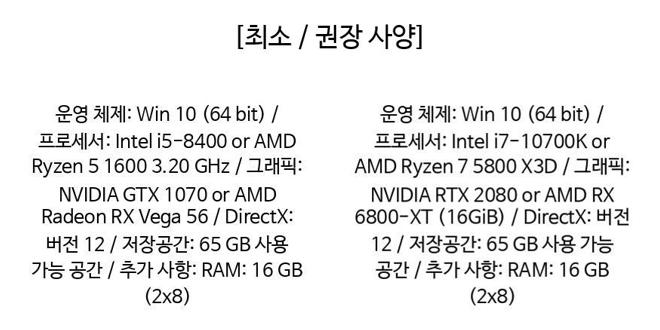 [최소 / 권장 사양]
운영 체제: Win 10 (64 bit) /
프로세서: Intel i5-8400 or AMD
Ryzen 5 1600 3.20 GHz / 그래픽:
NVIDIA GTX 1070 or AMD
Radeon RX Vega 56 / DirectX:
버전 12 / 저장공간: 65 GB 사용
가능 공간 / 추가 사항: RAM: 16 GB
(2x8)
운영 체제: Win 10 (64 bit) /
프로세서: Intel i7-10700K or
AMD Ryzen 7 5800 X3D / 그래픽:
NVIDIA RTX 2080 or AMD RX
6800-XT (16GiB) / DirectX: 버전
12 / 저장공간: 65 GB 사용 가능
공간 / 추가 사항: RAM: 16 GB
(2x8)